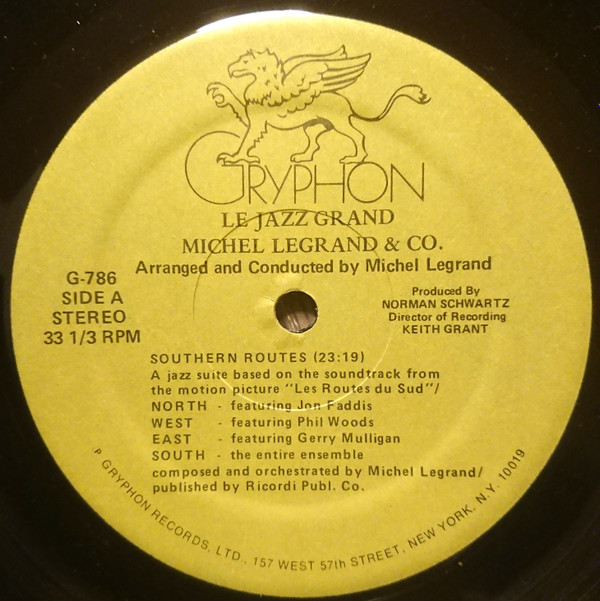 GRYPHON
LE JAZZ GRAND
MICHEL LEGRAND & CO.
Arranged and Conducted by Michel Legrand
G-786
SIDE A
STEREO
33 1/3 RPM
Produced By
NORMAN SCHWARTZ
Director of Recording
KEITH GRANT
SOUTHERN ROUTES (23:19)
A jazz suite based on the soundtrack from
the motion picture "Les Routes du Sud"/
NORTH - featuring Jon Faddis
WEST - featuring Phil Woods
EAST - featuring Gerry Mulligan
SOUTH - the entire ensemble
composed and orchestrated by Michel Legrand/
published by Ricordi Publ. Co.
P GRYPHON RECORDS, LTD., 157 WEST 57th STREET, NEW YORK, N.Y. 10019